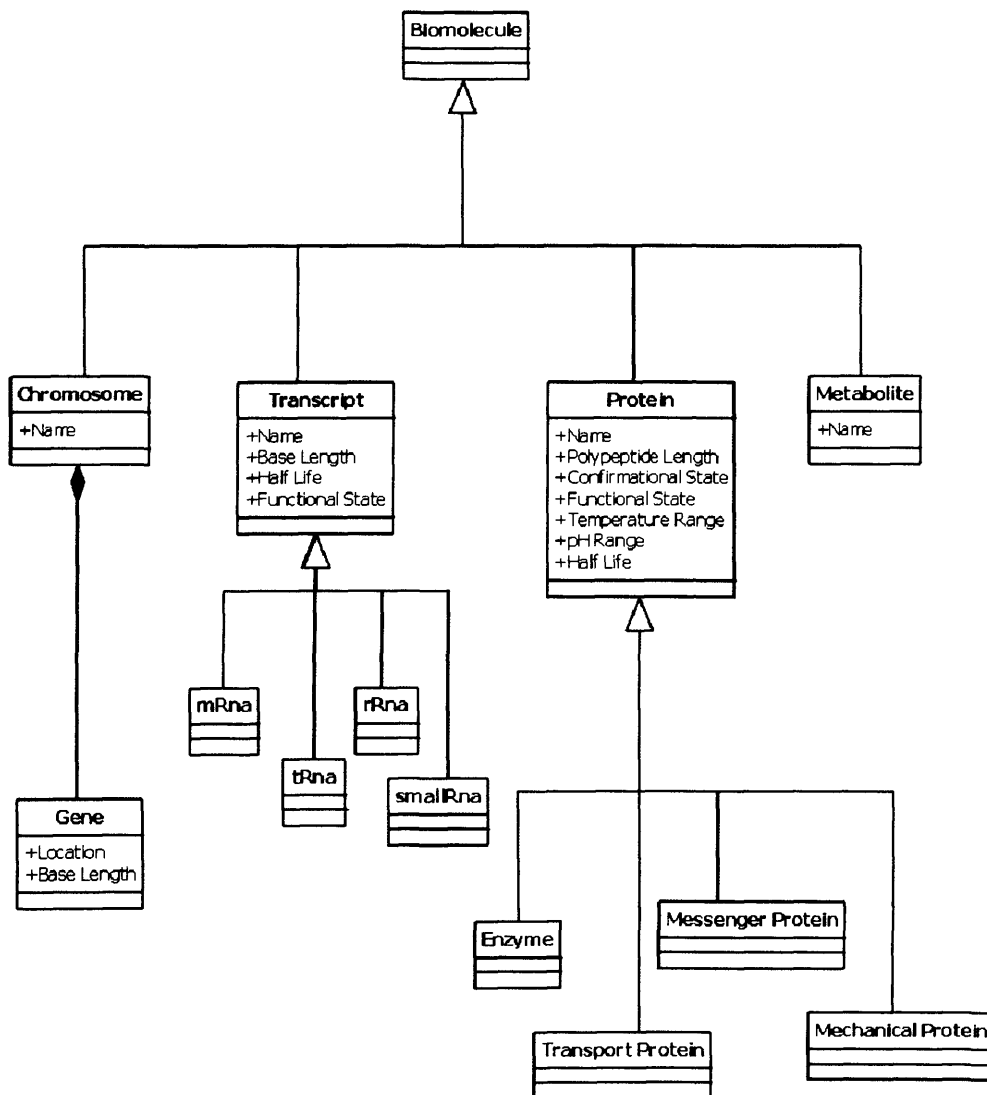 Biomolecule
Chromosome
+Name
Transcript
+Name
+Base Length
+Half Life
+Functional State
Protein
+Name
+Polypeptide Length
+Confirmational State
+Functional State
+Temperature Range
+pH Range
+Half Life
Metabolite
+Name
mRna
rRna
tRna
smallRna
Gene
+Location
+Base Length
Enzyme
Messenger Protein
Transport Protein
Mechanical Protein